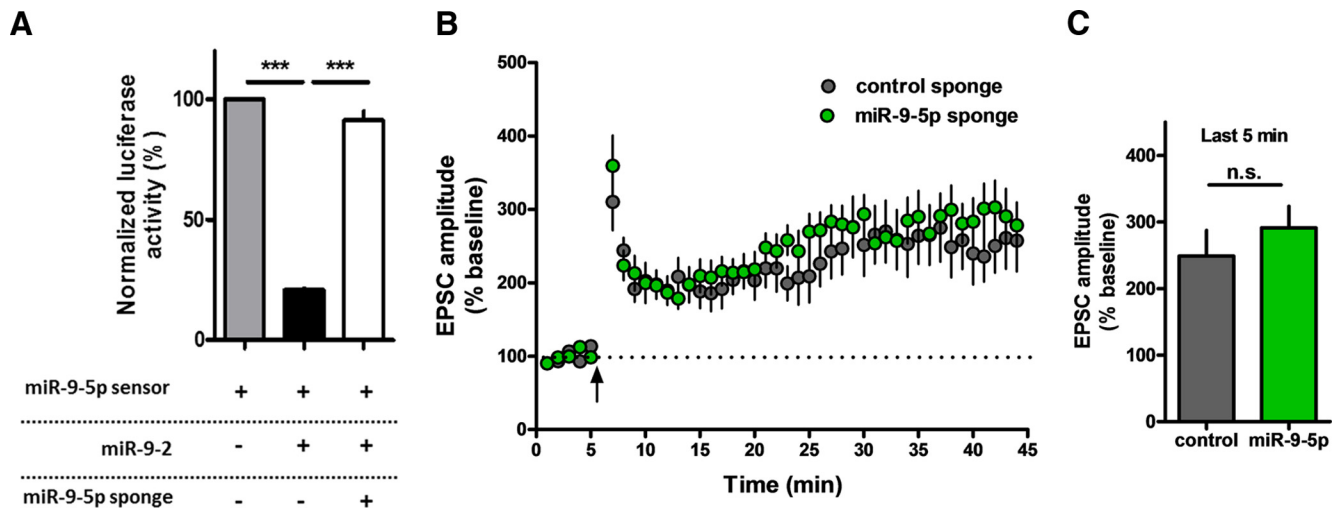 A
Normalized luciferase
activity (% )
100
50
0
***
***
miR-9-5p sensor + + +
miR-9-2 - + +
miR-9-5p sponge - - +
B
EPSC amplitude
(% baseline)
500
400
300
200
100
0
control sponge
miR-9-5p sponge
0 5 10 15 20 25 30 35 40 45
Time (min)
C
EPSC amplitude
(% baseline)
400
300
200
100
0
Last 5 min
n.s.
control miR-9-5p